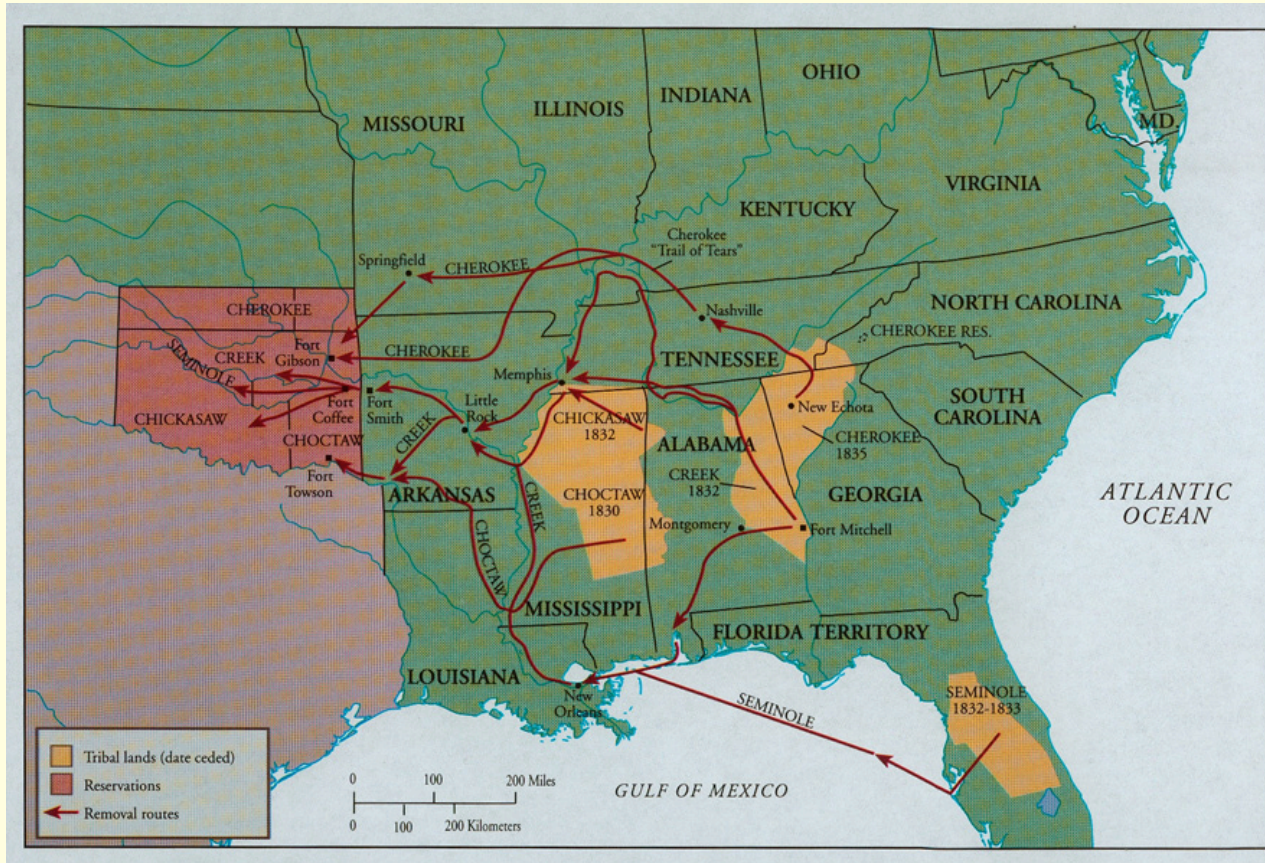 OHIO
INDIANA
ILLINOIS
MISSOURI
MD.
VIRGINIA
KENTUCKY
Cherokee
"Trail of Tears"
Springfield
CHEROKEE
NORTH CAROLINA
Nashville
CHEROKEE
CHEROKEE RES.
Fort
Gibson
CREEK
CHEROKEE
TENNESSEE
SEMINOLE
Memphis
Fort
Coffee
Fort
Smith
Little
Rock
SOUTH
CAROLINA
New Echota
CHICKASAW
CHICKASAW
1832
ALABAMA
CHEROKEE
1835
CHOCTAW
CREEK
CREEK
1832
Fort
Towson
ARKANSAS
CREEK
CHOCTAW
1830
GEORGIA
ATLANTIC
OCEAN
Montgomery
Fort Mitchell
CHOCTAW
MISSISSIPPI
FLORIDA TERRITORY
LOUISIANA
New
Orleans
SEMINOLE
SEMINOLE
1832-1833
GULF OF MEXICO
Tribal lands (date ceded)
Reservations
Removal routes
0 100 200 Miles
0 100 200 Kilometers